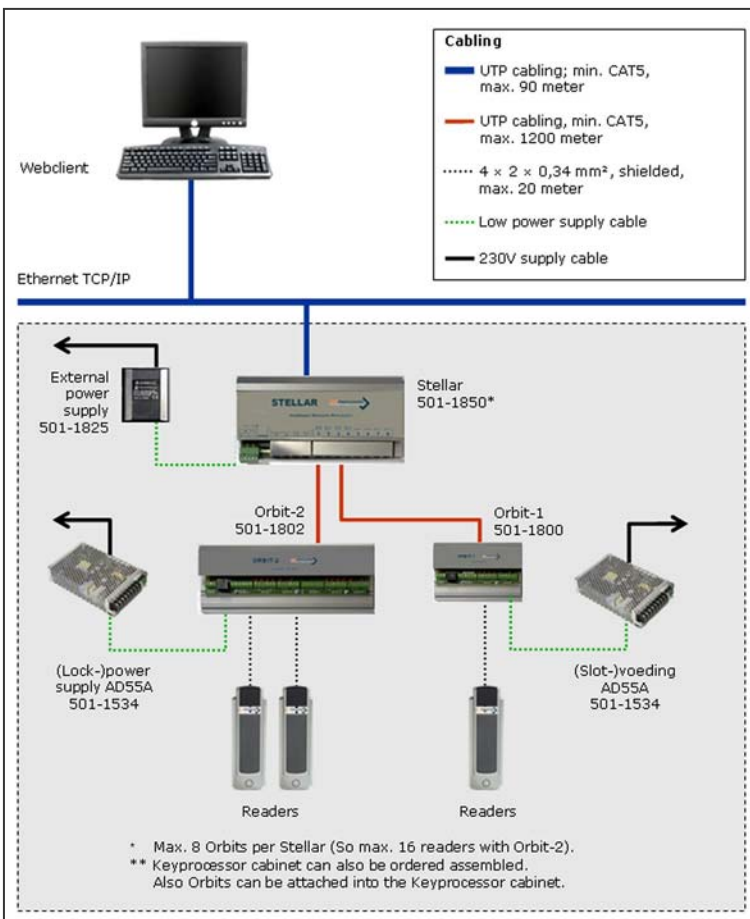 Cabling
UTP cabling; min. CAT5,
max. 90 meter
UTP cabling, min. CAT5,
max. 1200 meter
4 × 2 × 0,34 mm², shielded,
max. 20 meter
Low power supply cable
230V supply cable
Webclient
Ethernet TCP/IP
External
power
supply
501-1825
STELLAR
Stellar
501-1850*
Orbit-2
501-1802
Orbit-1
501-1800
ORBIT-2
(Lock-)power
supply AD55A
501-1534
(Slot-)voeding
AD55A
501-1534
Readers
Readers
* Max. 8 Orbits per Stellar (So max. 16 readers with Orbit-2).
** Keyprocessor cabinet can also be ordered assembled.
Also Orbits can be attached into the Keyprocessor cabinet.